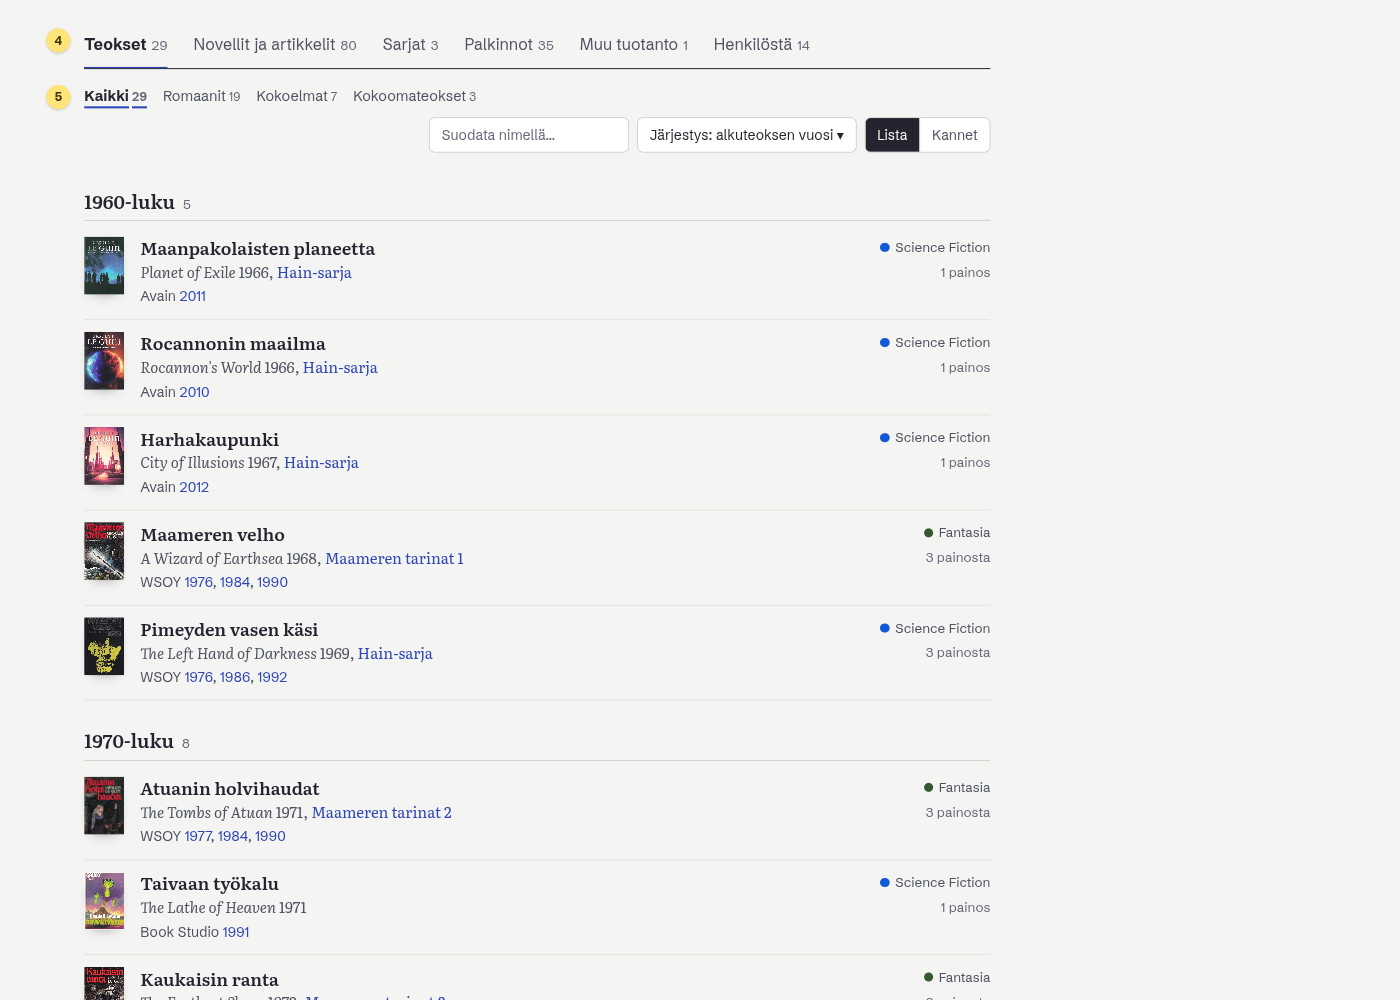 4 Teokset 29 Novellit ja artikkelit 80 Sarjat 3 Palkinnot 35 Muu tuotanto 1 Henkilöstä 14
5 Kaikki 29 Romaanit 19 Kokoelmat 7 Kokoomateokset 3
Suodata nimellä... Järjestys: alkuteoksen vuosi ▾ Lista Kannet
1960-luku 5
Maanpakolaisten planeetta Science Fiction
Planet of Exile 1966, Hain-sarja 1 painos
Avain 2011
Rocannonin maailma Science Fiction
Rocannon's World 1966, Hain-sarja 1 painos
Avain 2010
Harhakaupunki Science Fiction
City of Illusions 1967, Hain-sarja 1 painos
Avain 2012
Maameren velho Fantasia
A Wizard of Earthsea 1968, Maameren tarinat 1 3 painosta
WSOY 1976, 1984, 1990
Pimeyden vasen käsi Science Fiction
The Left Hand of Darkness 1969, Hain-sarja 3 painosta
WSOY 1976, 1986, 1992
1970-luku 8
Atuanin holvihaudat Fantasia
The Tombs of Atuan 1971, Maameren tarinat 2 3 painosta
WSOY 1977, 1984, 1990
Taivaan työkalu Science Fiction
The Lathe of Heaven 1971 1 painos
Book Studio 1991
Kaukaisin ranta Fantasia